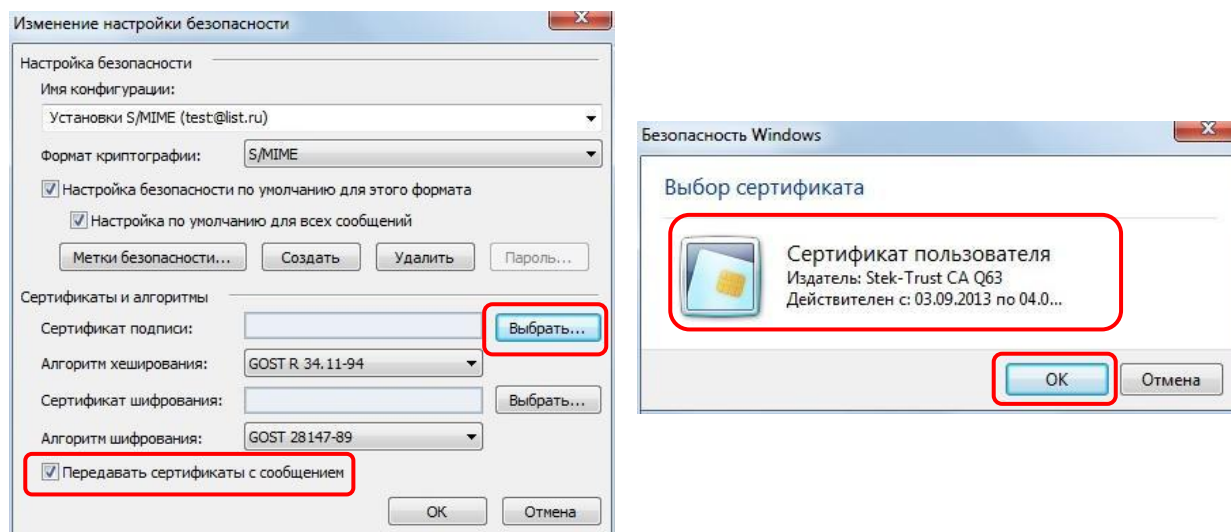 Изменение настройки безопасности
Настройка безопасности
Имя конфигурации:
Установки S/MIME (test@list.ru)
Формат криптографии: S/MIME
Настройка безопасности по умолчанию для этого формата
Настройка по умолчанию для всех сообщений
Метки безопасности... Создать Удалить Пароль...
Сертификаты и алгоритмы
Сертификат подписи: Выбрать...
Алгоритм хеширования: GOST R 34.11-94
Сертификат шифрования: Выбрать...
Алгоритм шифрования: GOST 28147-89
Передавать сертификаты с сообщением
ОК Отмена
Безопасность Windows
Выбор сертификата
Сертификат пользователя
Издатель: Stek-Trust CA Q63
Действителен с: 03.09.2013 по 04.0...
ОК Отмена